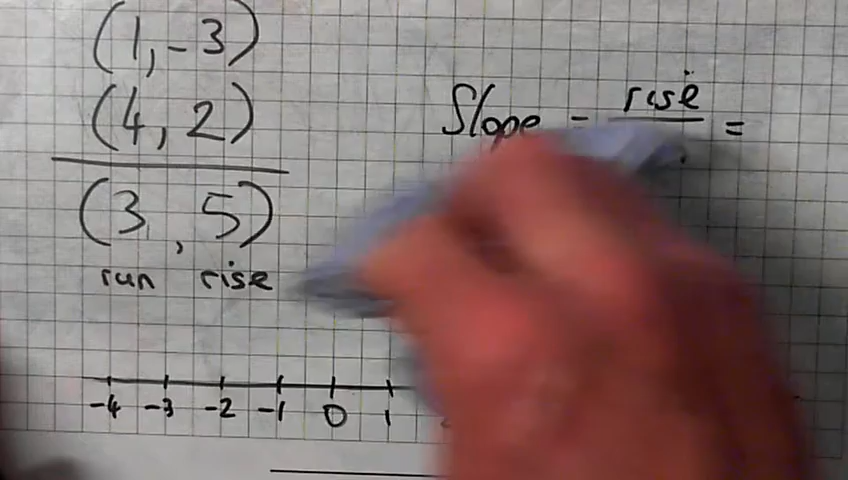 (1, -3)
(4, 2)
Slope = rise =
(3, 5)
run rise
-4 -3 -2 -1 0 1